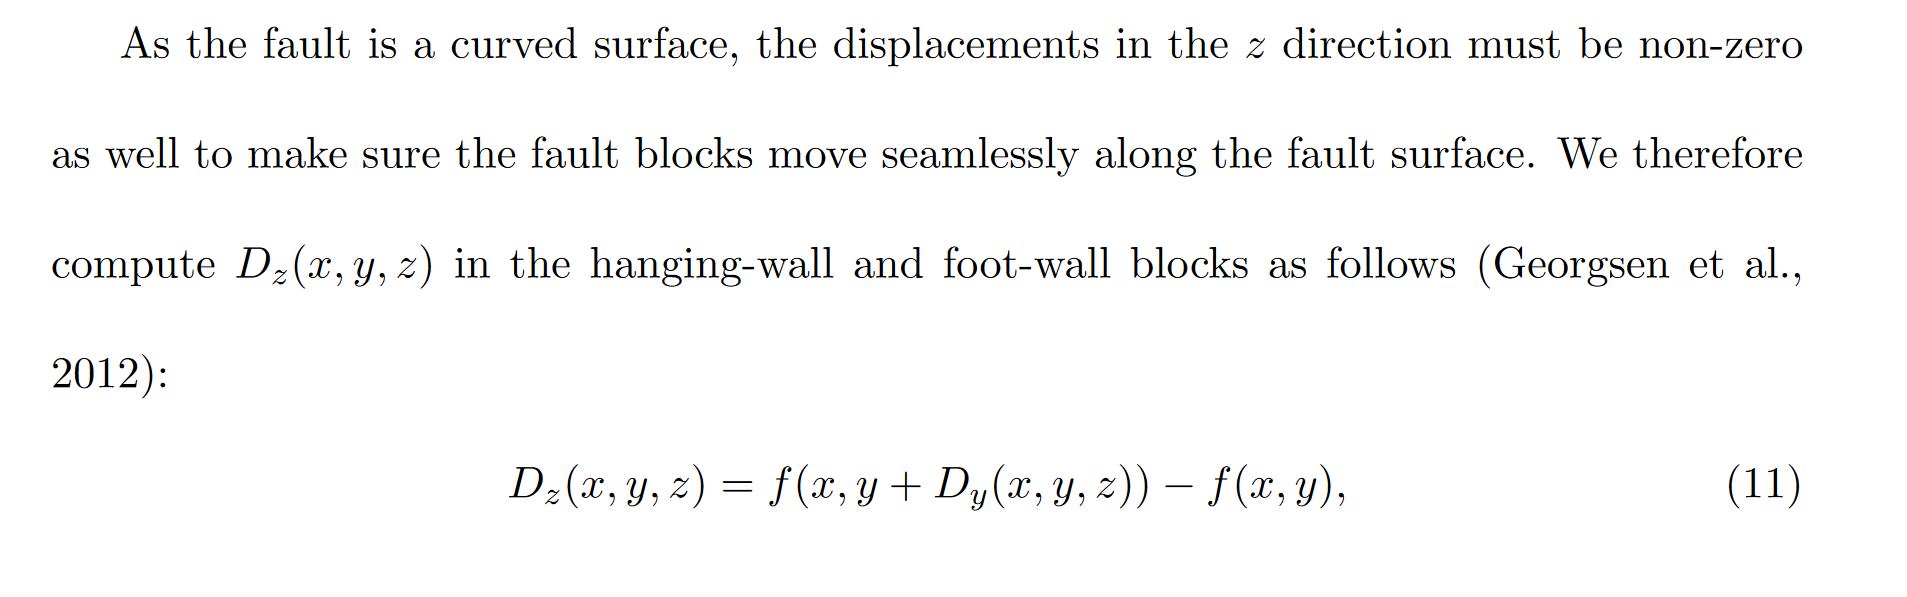 As the fault is a curved surface, the displacements in the z direction must be non-zero
as well to make sure the fault blocks move seamlessly along the fault surface. We therefore
compute D_z(x, y, z) in the hanging-wall and foot-wall blocks as follows (Georgsen et al.,
2012):
D_z(x, y, z) = f(x, y + D_y(x, y, z)) − f(x, y), (11)